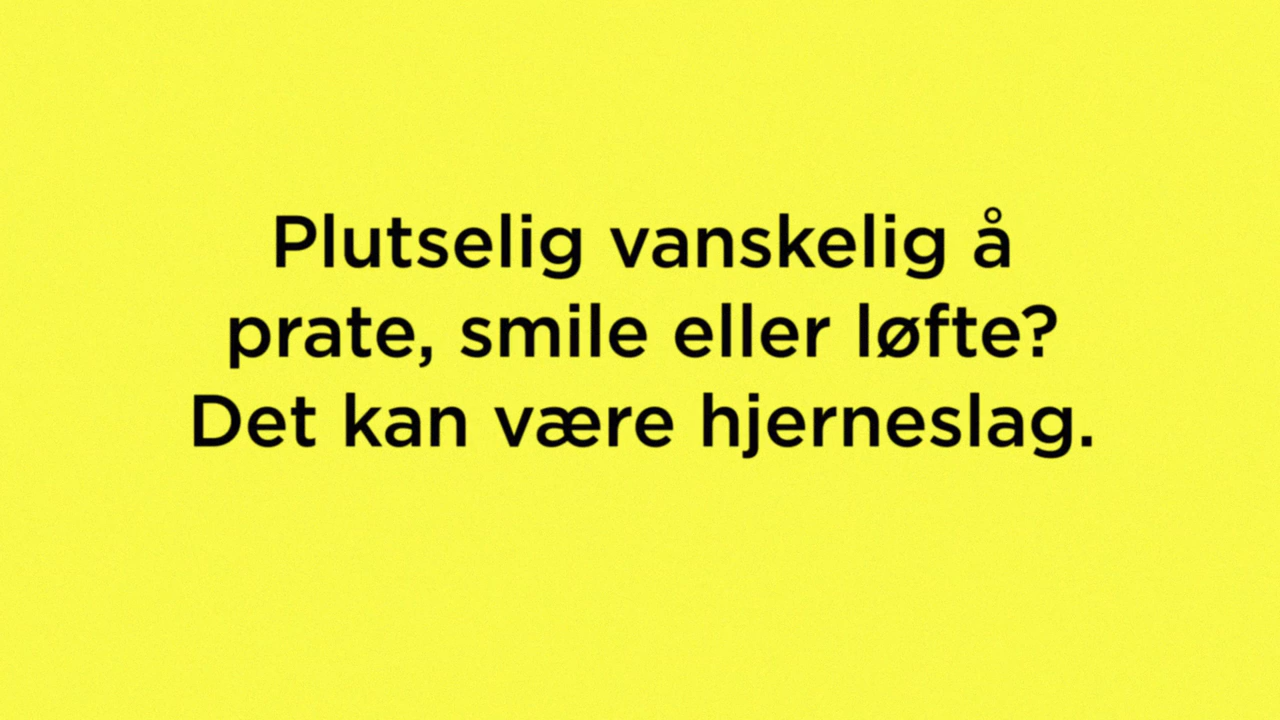 Plutselig vanskelig å
prate, smile eller løfte?
Det kan være hjerneslag.